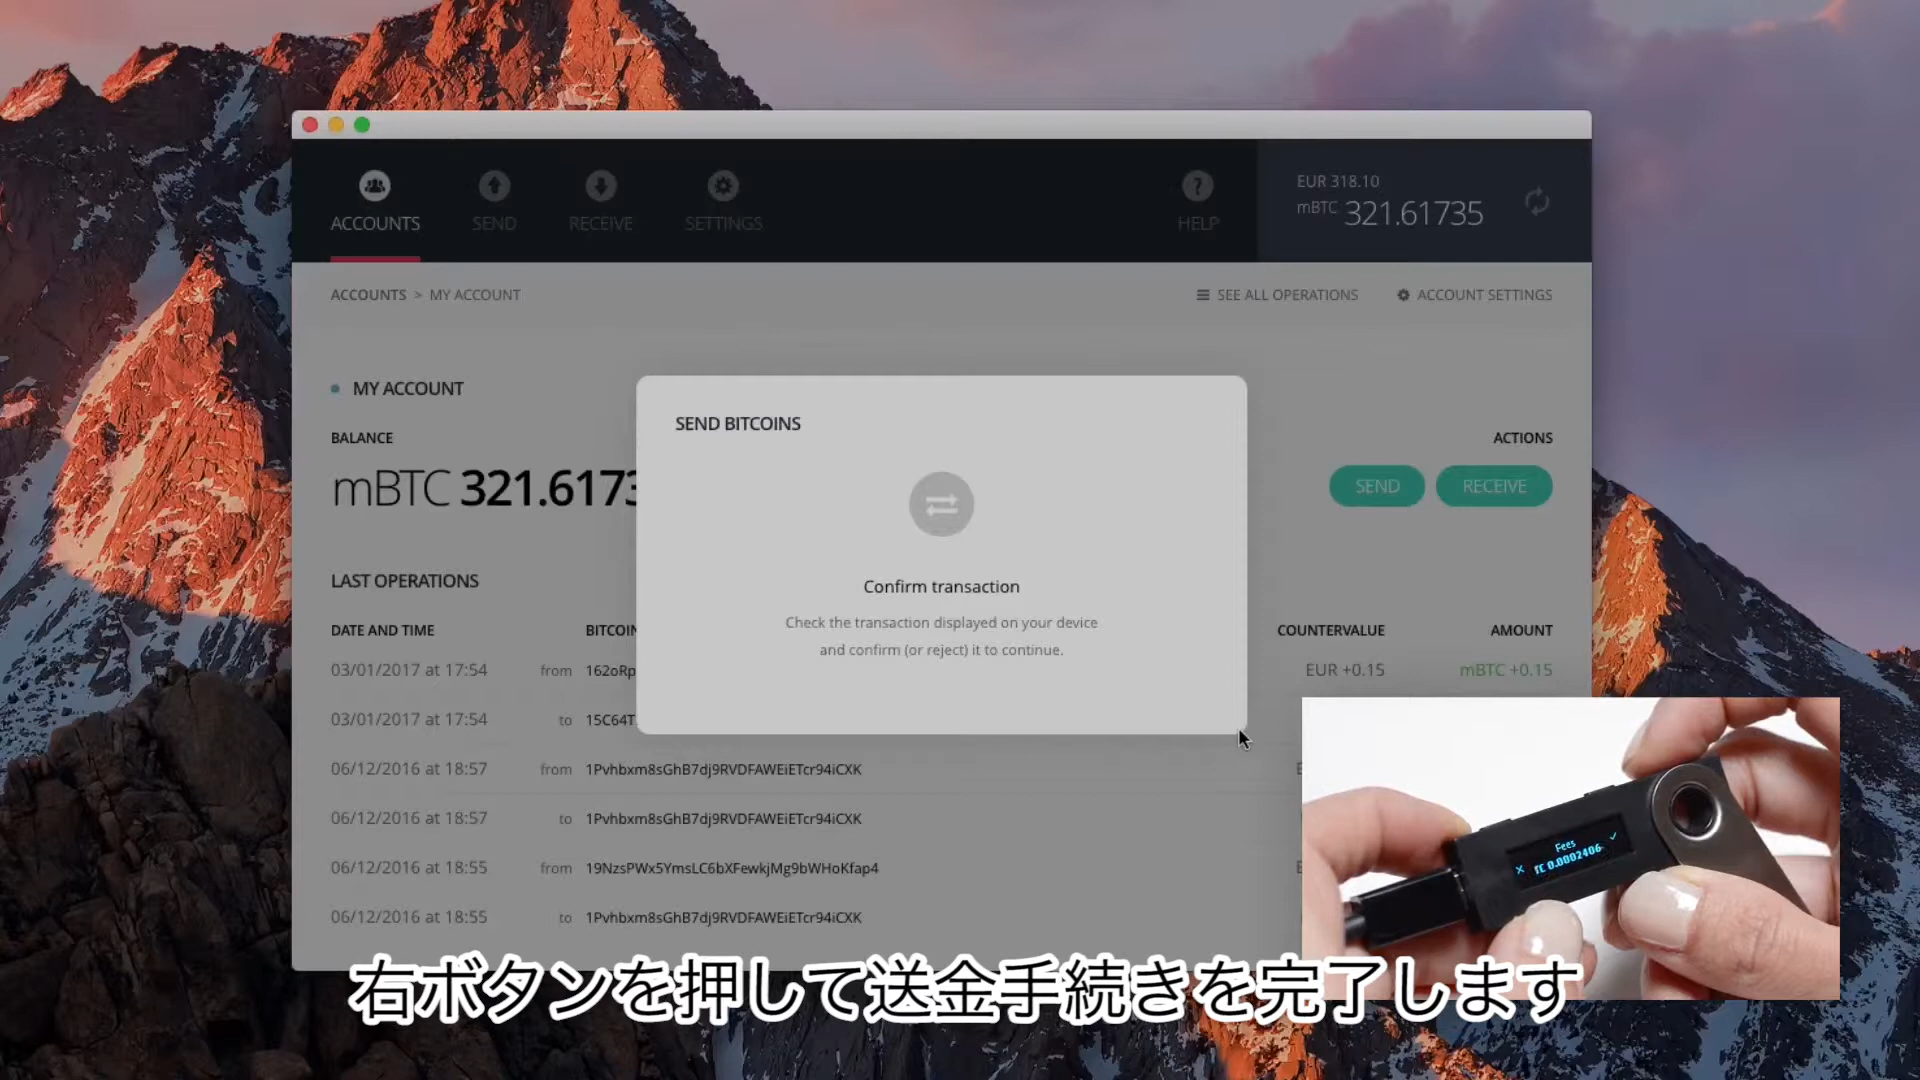 ACCOUNTS
SEND
RECEIVE
SETTINGS
HELP
EUR 318.10
mBTC 321.61735
ACCOUNTS > MY ACCOUNT
SEE ALL OPERATIONS
ACCOUNT SETTINGS
MY ACCOUNT
BALANCE
mBTC 321.6173
ACTIONS
SEND
RECEIVE
SEND BITCOINS
Confirm transaction
Check the transaction displayed on your device
and confirm (or reject) it to continue.
LAST OPERATIONS
DATE AND TIME BITCOIN COUNTERVALUE AMOUNT
03/01/2017 at 17:54 from 162oRp EUR +0.15 mBTC +0.15
03/01/2017 at 17:54 to 15C64T
06/12/2016 at 18:57 from 1Pvhbxm8sGhB7dj9RVDFAWEiETcr94iCXK E
06/12/2016 at 18:57 to 1Pvhbxm8sGhB7dj9RVDFAWEiETcr94iCXK
06/12/2016 at 18:55 from 19NzsPWx5YmsLC6bXFewkjMg9bWHoKfap4 E
06/12/2016 at 18:55 to 1Pvhbxm8sGhB7dj9RVDFAWEiETcr94iCXK
Fees
0.0002406
右ボタンを押して送金手続きを完了します